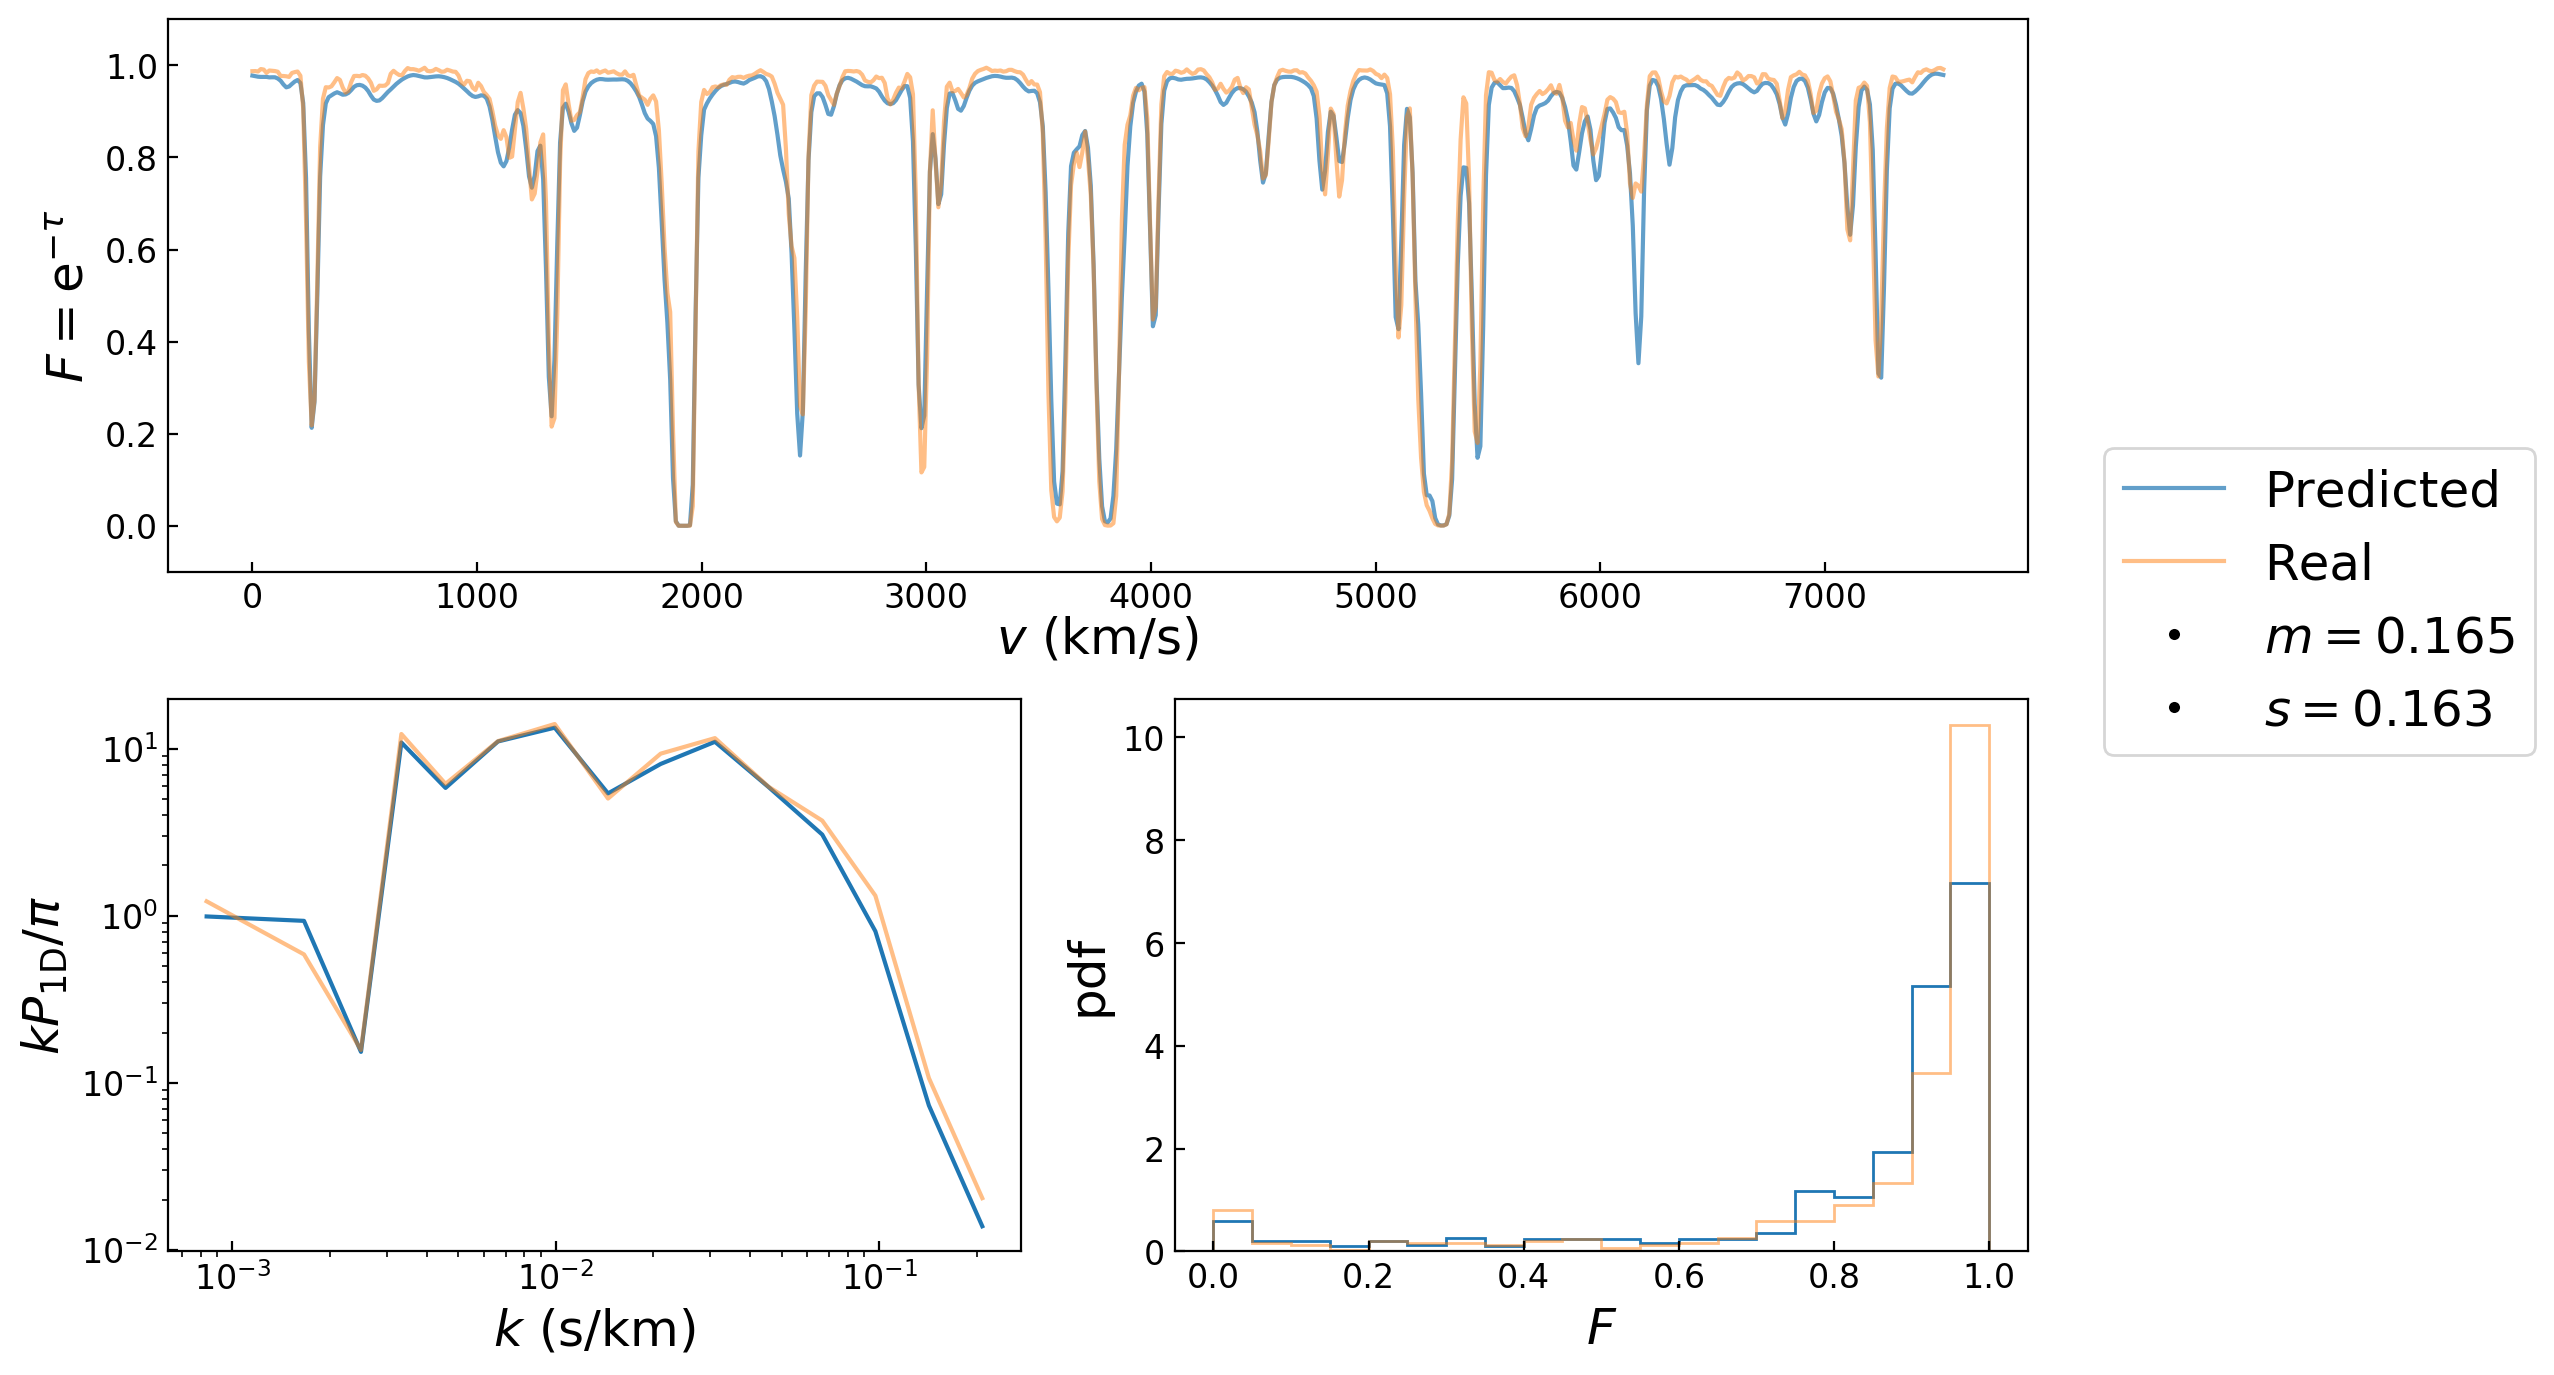 1.0
0.8
0.6
0.4
0.2
0.0
F = e^{−τ}
0 1000 2000 3000 4000 5000 6000 7000
v (km/s)
Predicted
Real
m = 0.165
s = 0.163
10^1
10^0
10^{−1}
10^{−2}
kP_{1D}/π
10^{−3} 10^{−2} 10^{−1}
k (s/km)
10
8
6
4
2
0
pdf
0.0 0.2 0.4 0.6 0.8 1.0
F